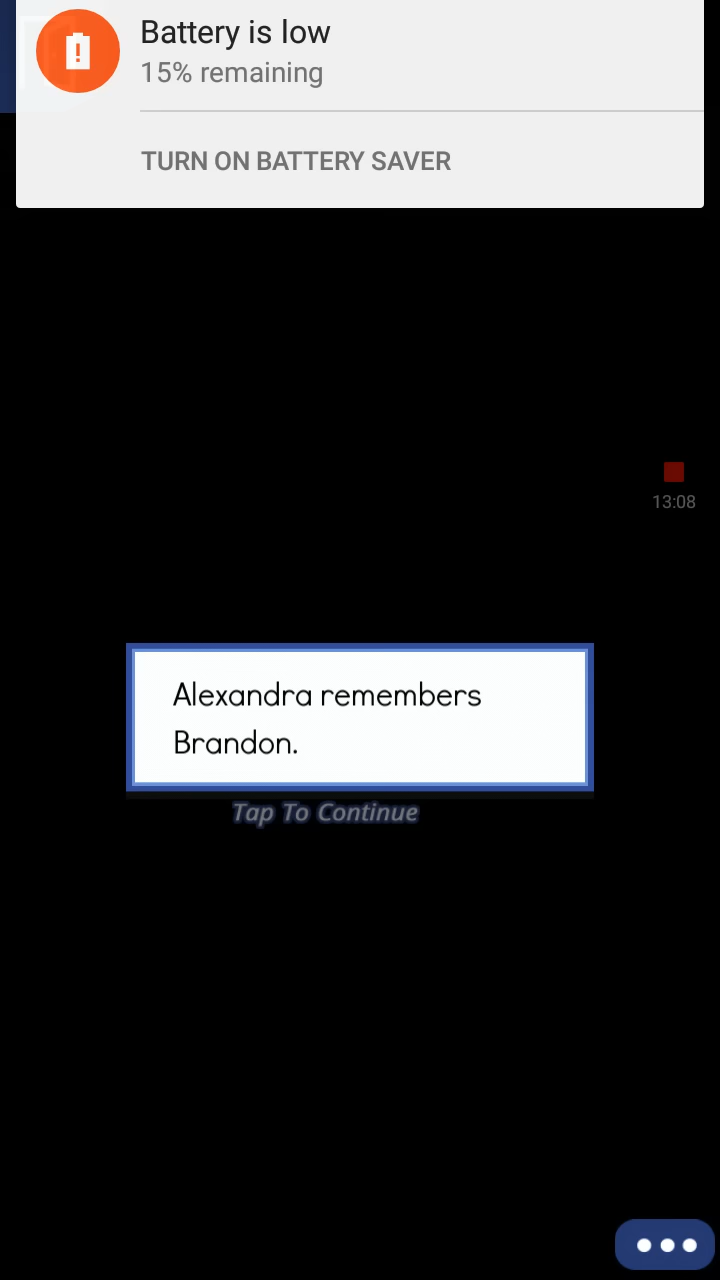 Battery is low
15% remaining
TURN ON BATTERY SAVER
13:08
Alexandra remembers
Brandon.
Tap To Continue